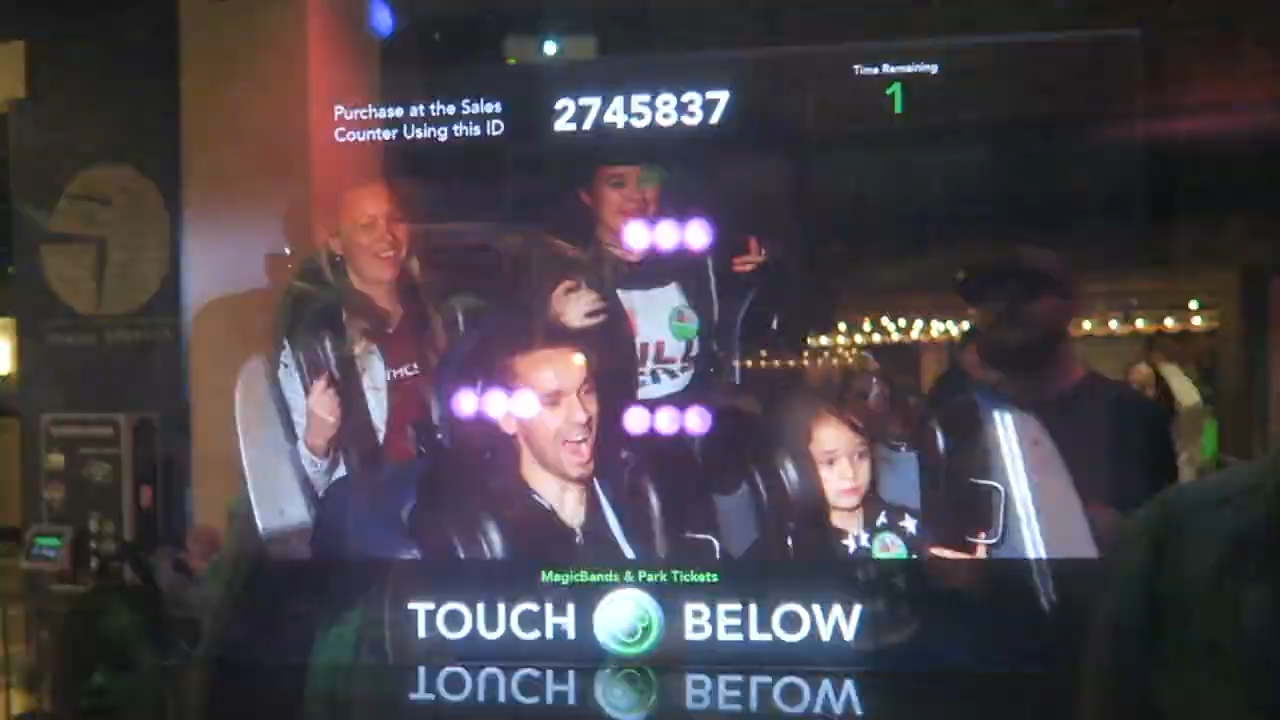 Time Remaining
1
Purchase at the Sales
Counter Using this ID
2745837
MagicBands & Park Tickets
TOUCH BELOW
TOUCH BELOW